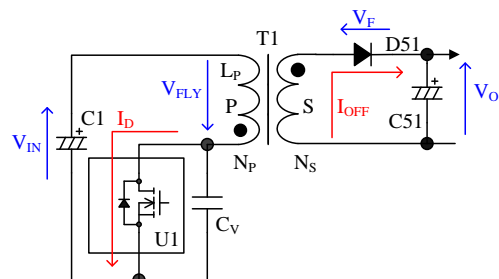 T1
V_F
D51
L_P
V_FLY
P
S
I_OFF
V_O
C1
+
I_D
V_IN
+
C51
N_P
N_S
U1
C_V